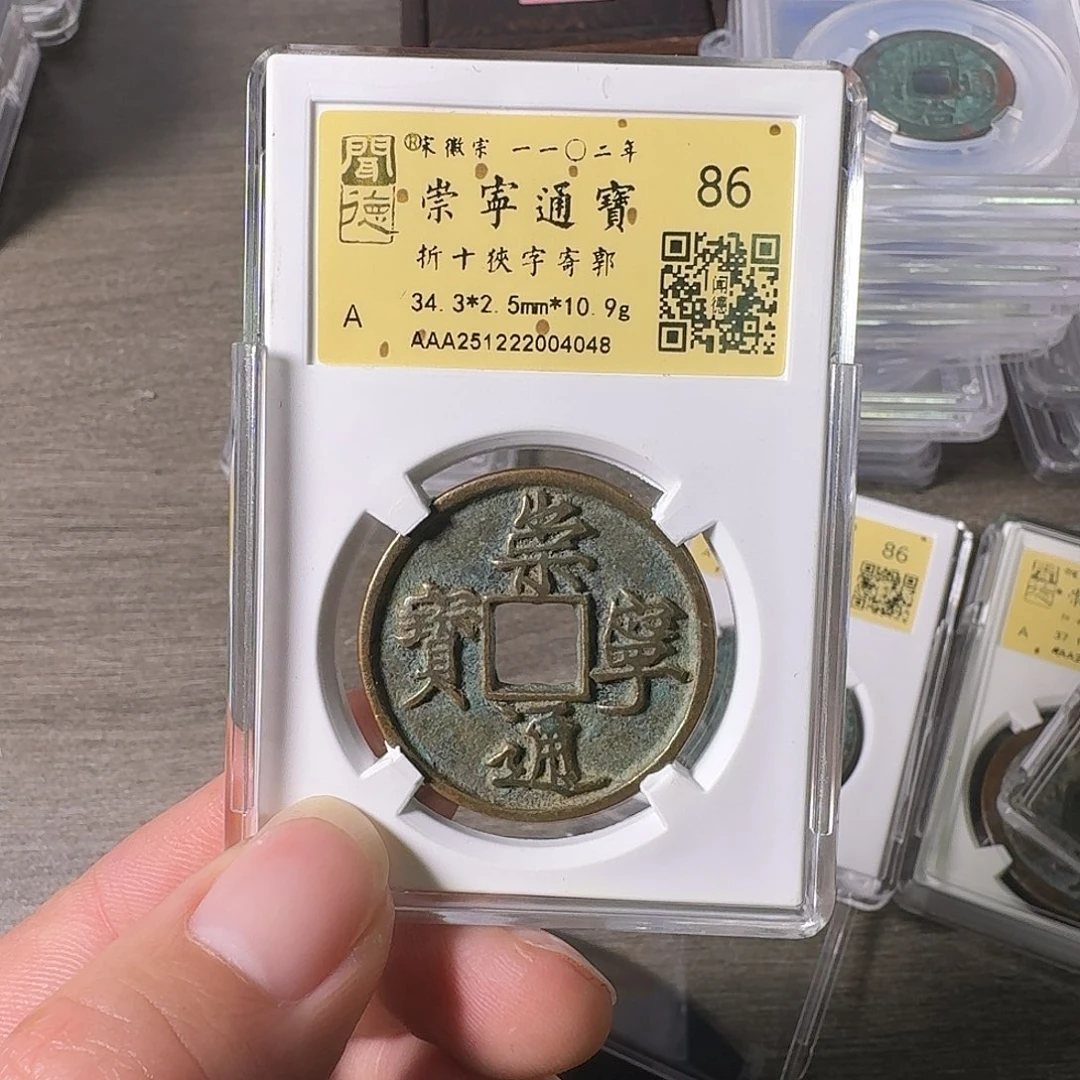 聞德
®宋徽宗 一一〇二年
崇寧通寶
86
折十狹字寄郭
34.3*2.5mm*10.9g
A
AAA251222004048
闻德
崇寧通寶
86
A